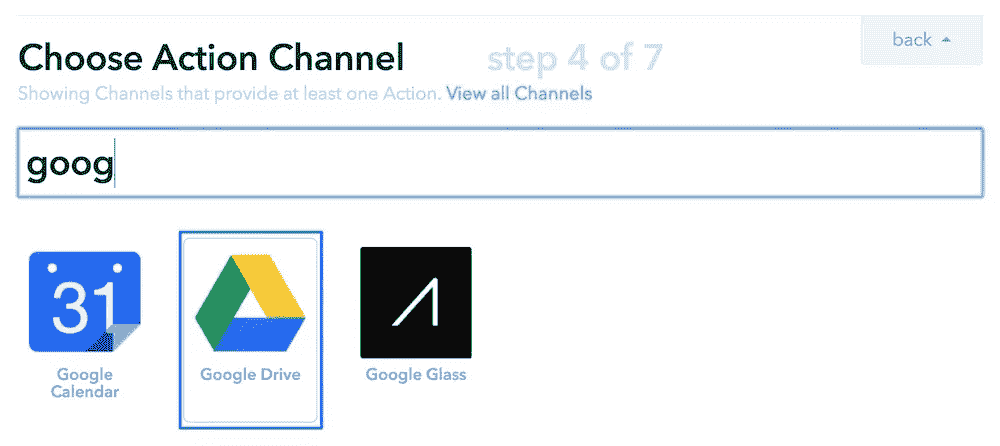 Choose Action Channel step 4 of 7
back
Showing Channels that provide at least one Action. View all Channels
goog
31
Google
Calendar
Google Drive
Google Glass